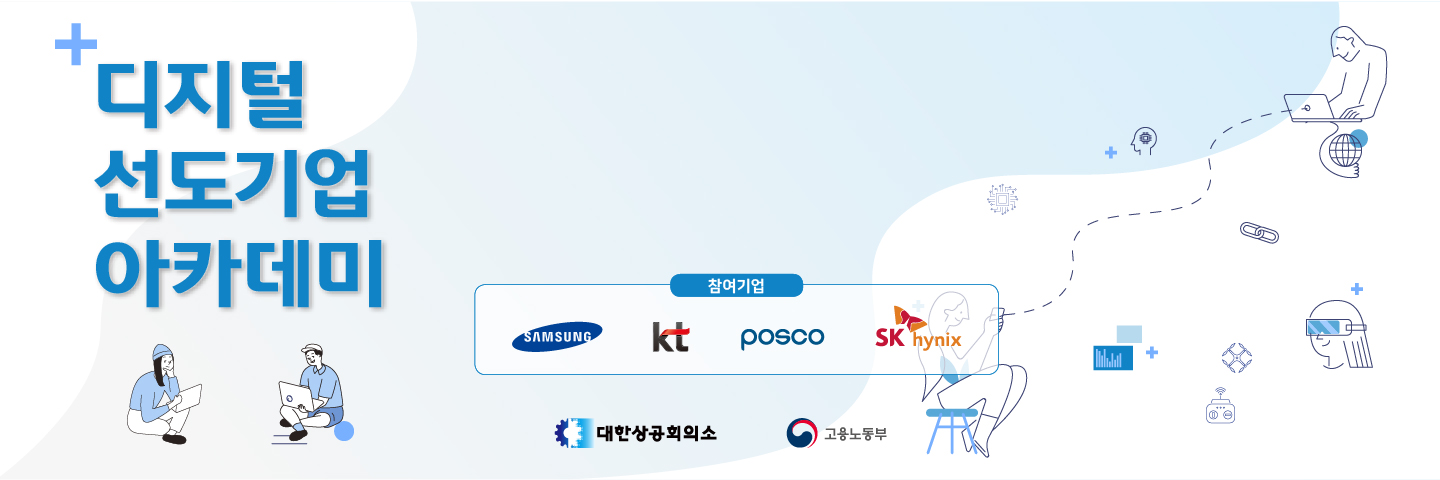 디지털
선도기업
아카데미
참여기업
SAMSUNG
kt
posco
SK hynix
대한상공회의소
고용노동부